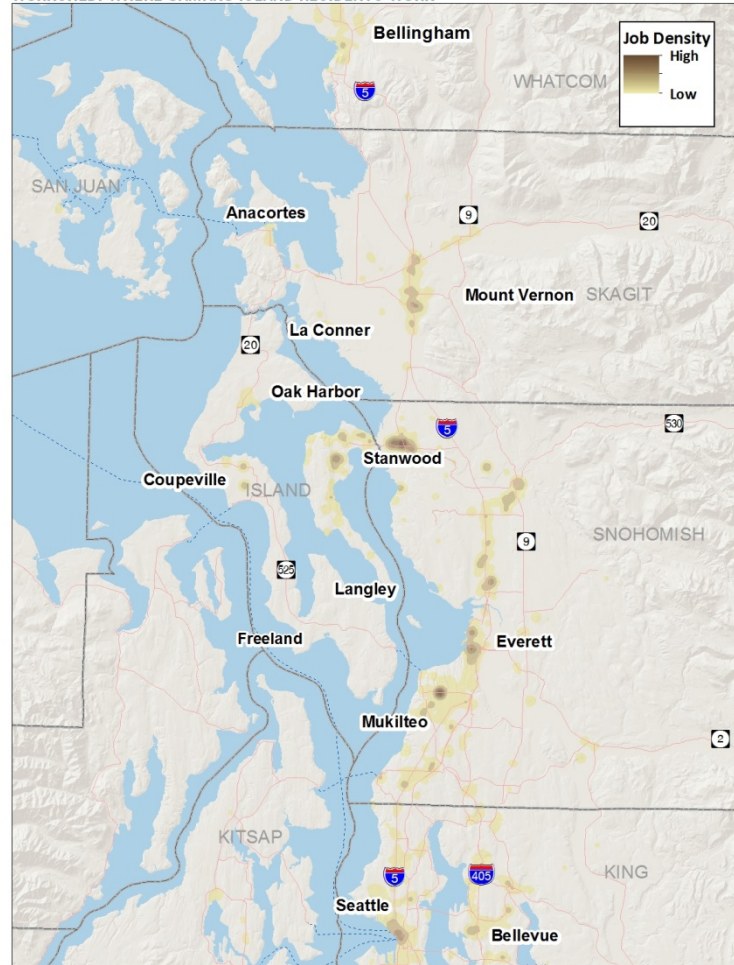 Bellingham
Job Density
High
Low
WHATCOM
5
SAN JUAN
Anacortes
9
20
Mount Vernon
SKAGIT
La Conner
20
Oak Harbor
5
530
Stanwood
Coupeville
ISLAND
SNOHOMISH
9
525
Langley
Freeland
Everett
Mukilteo
2
KITSAP
KING
5
405
Seattle
Bellevue